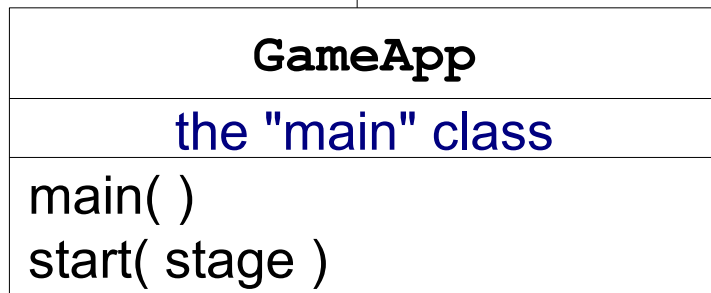 GameApp
the "main" class
main( )
start( stage )